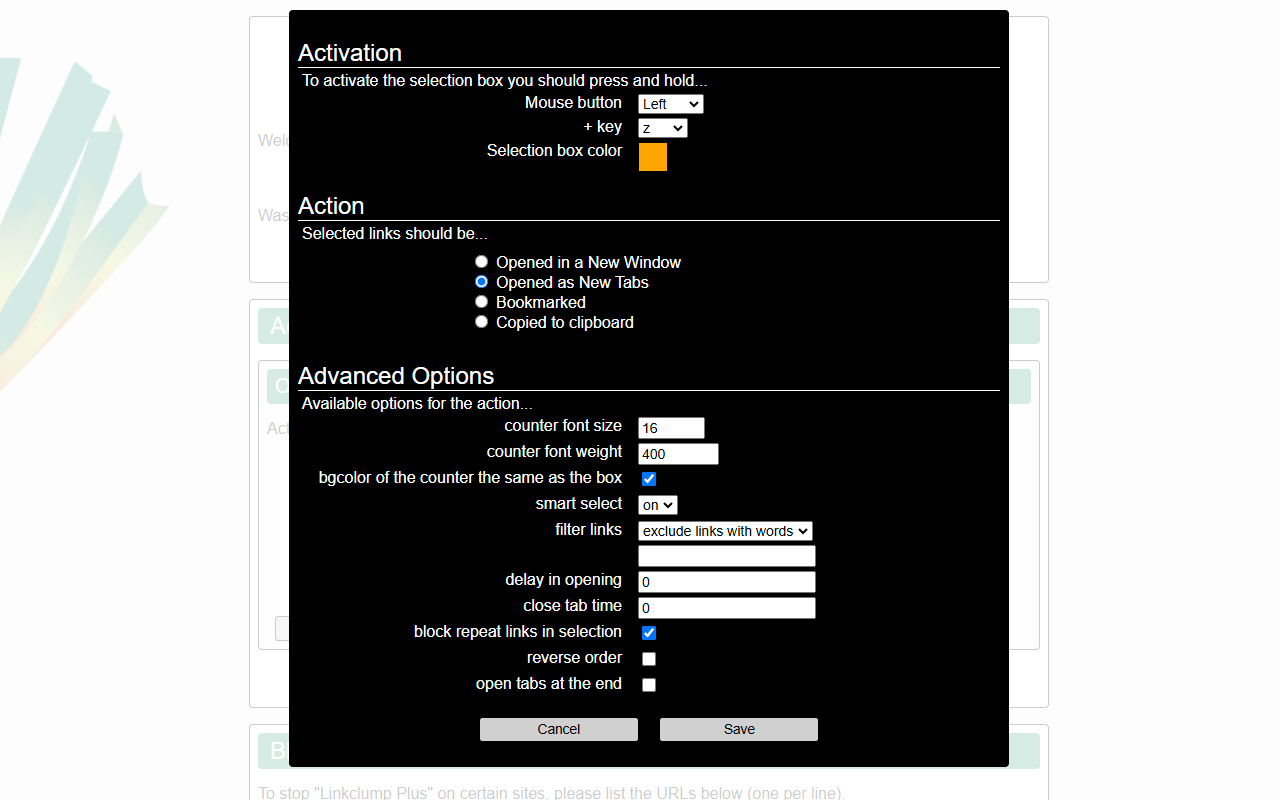 Activation
To activate the selection box you should press and hold...
Mouse button Left
+ key z
Selection box color
Action
Selected links should be...
Opened in a New Window
Opened as New Tabs
Bookmarked
Copied to clipboard
Advanced Options
Available options for the action...
counter font size 16
counter font weight 400
bgcolor of the counter the same as the box
smart select on
filter links exclude links with words
delay in opening 0
close tab time 0
block repeat links in selection
reverse order
open tabs at the end
Cancel Save
To stop "Linkclump Plus" on certain sites, please list the URLs below (one per line).